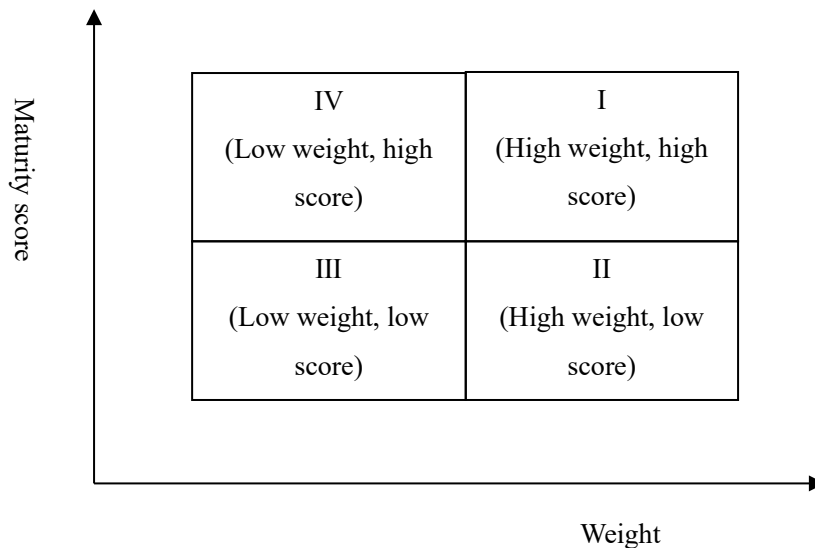 Maturity score
IV
(Low weight, high
score)
I
(High weight, high
score)
III
(Low weight, low
score)
II
(High weight, low
score)
Weight